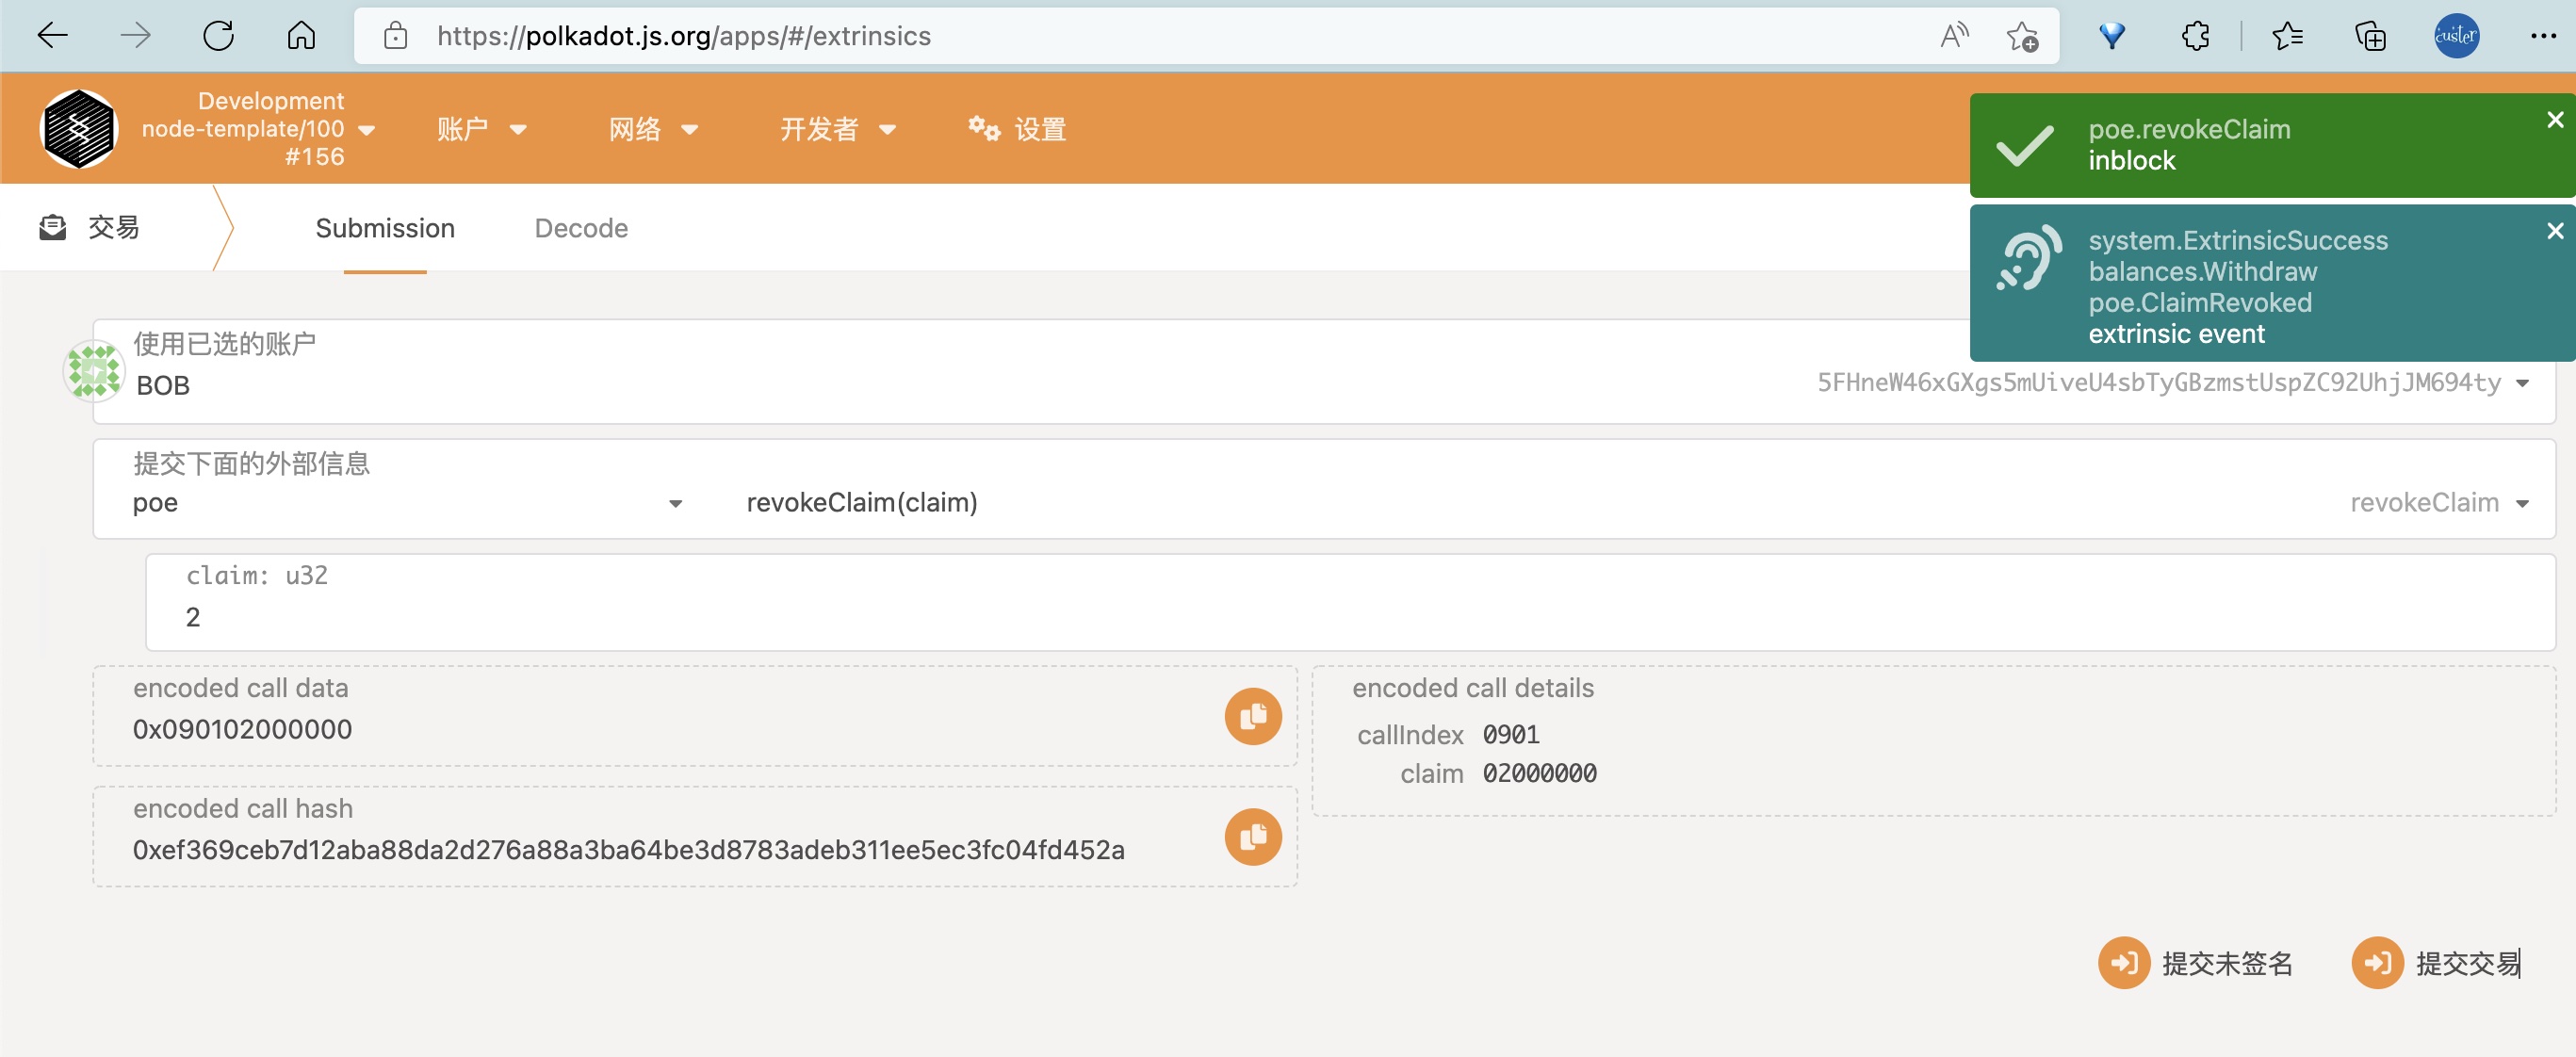 https://polkadot.js.org/apps/#/extrinsics
custer
Development
node-template/100
#156
账户
网络
开发者
设置
poe.revokeClaim
inblock
交易
Submission
Decode
system.ExtrinsicSuccess
balances.Withdraw
poe.ClaimRevoked
extrinsic event
使用已选的账户
BOB
5FHneW46xGXgs5mUiveU4sbTyGBzmstUspZC92UhjJM694ty
提交下面的外部信息
poe
revokeClaim(claim)
revokeClaim
claim: u32
2
encoded call data
0x090102000000
encoded call details
callIndex 0901
claim 02000000
encoded call hash
0xef369ceb7d12aba88da2d276a88a3ba64be3d8783adeb311ee5ec3fc04fd452a
提交未签名
提交交易